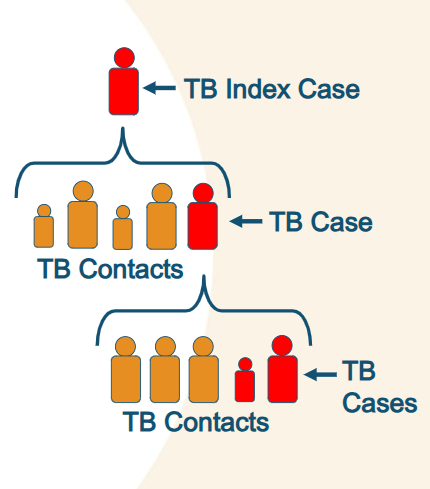 TB Index Case
TB Case
TB Contacts
TB
Cases
TB Contacts